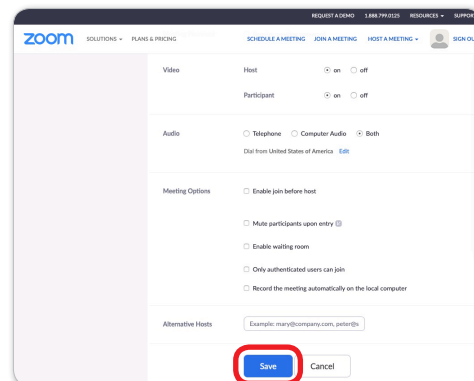 REQUEST A DEMO 1.888.799.0125 RESOURCES SUPPORT
zoom SOLUTIONS PLANS & PRICING SCHEDULE A MEETING JOIN A MEETING HOST A MEETING SIGN OU
Video Host on off
Participant on off
Audio Telephone Computer Audio Both
Dial from United States of America Edit
Meeting Options Enable join before host
Mute participants upon entry
Enable waiting room
Only authenticated users can join
Record the meeting automatically on the local computer
Alternative Hosts Example: mary@company.com, peter@s
Save Cancel